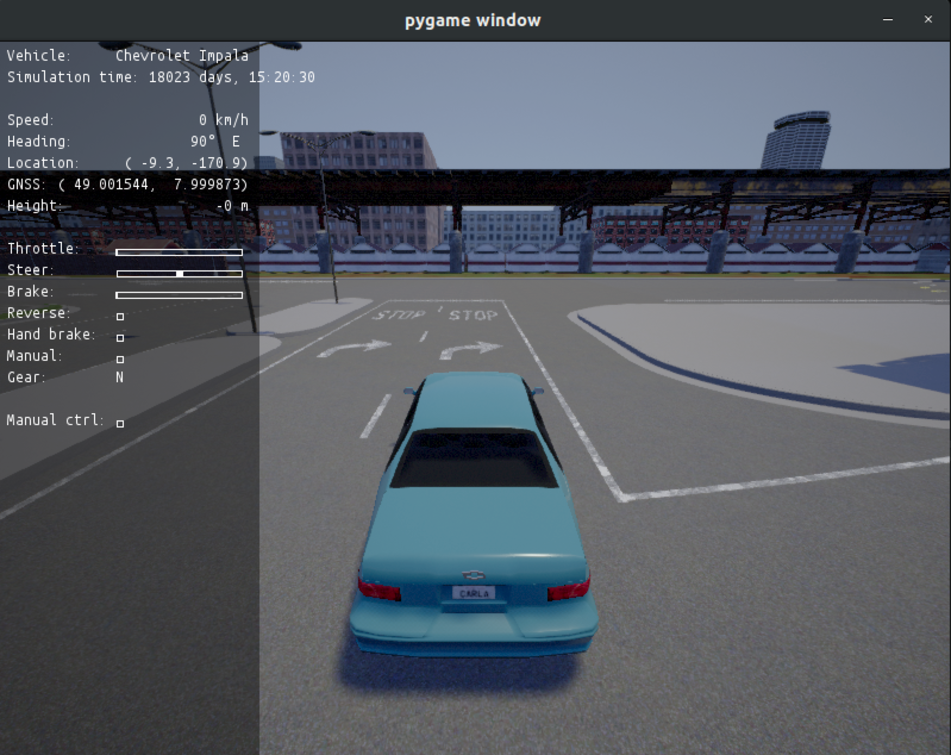 pygame window
Vehicle: Chevrolet Impala
Simulation time: 18023 days, 15:20:30
Speed: 0 km/h
Heading: 90° E
Location: ( -9.3, -170.9)
GNSS: ( 49.001544, 7.999873)
Height: -0 m
Throttle:
Steer:
Brake:
Reverse:
Hand brake:
Manual:
Gear: N
Manual ctrl:
STOP STOP
CARLA